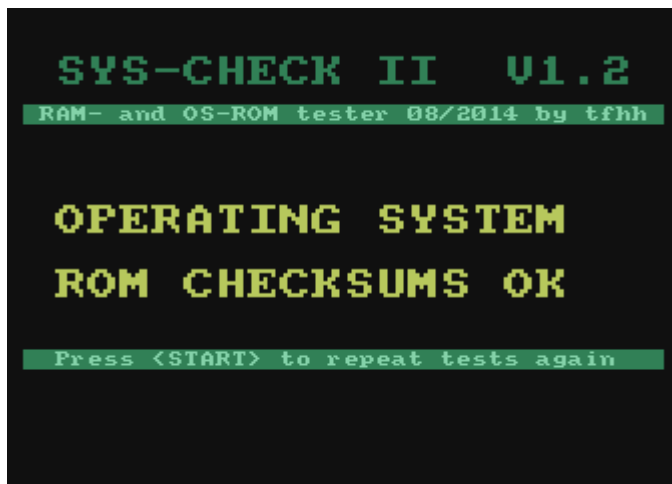 SYS-CHECK II V1.2
RAM- and OS-ROM tester 08/2014 by tfhh
OPERATING SYSTEM
ROM CHECKSUMS OK
Press <START> to repeat tests again